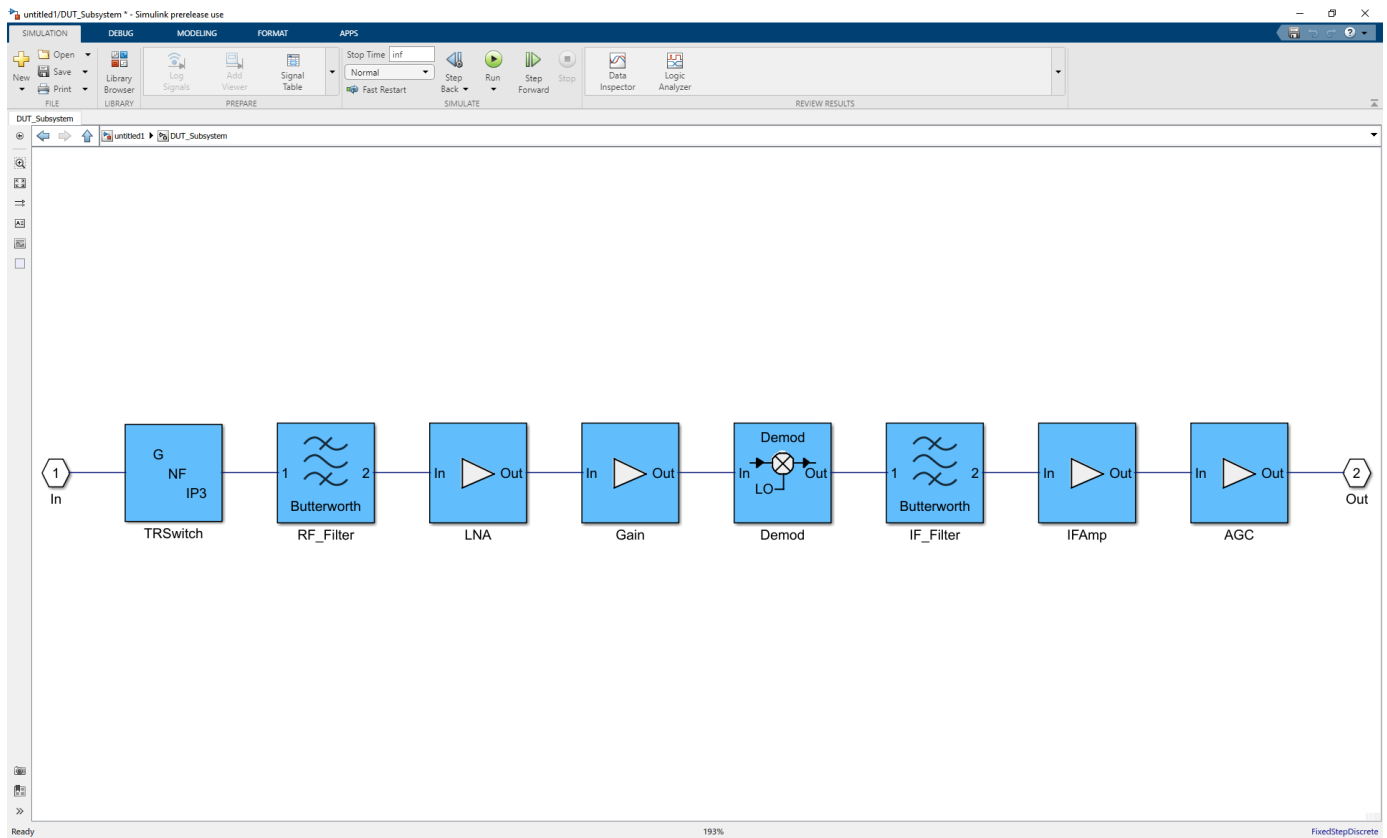 untitled1/DUT_Subsystem * - Simulink prerelease use
SIMULATION DEBUG MODELING FORMAT APPS
New
Open
Save
Print
FILE
Library
Browser
LIBRARY
Log
Signals
Add
Viewer
Signal
Table
PREPARE
Stop Time inf
Normal
Fast Restart
Step
Back
Run
Step
Forward
Stop
SIMULATE
Data
Inspector
Logic
Analyzer
REVIEW RESULTS
DUT_Subsystem
untitled1 DUT_Subsystem
1
In
G
NF
IP3
TRSwitch
1 2
Butterworth
RF_Filter
In Out
LNA
In Out
Gain
Demod
In Out
LO
Demod
1 2
Butterworth
IF_Filter
In Out
IFAmp
In Out
AGC
2
Out
Ready 193% FixedStepDiscrete